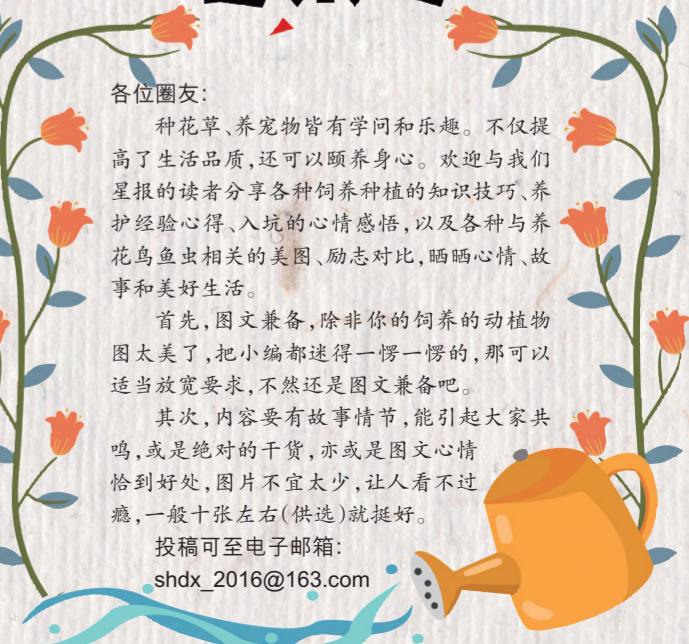 各位圈友：
种花草、养宠物皆有学问和乐趣。不仅提
高了生活品质，还可以颐养身心。欢迎与我们
星报的读者分享各种饲养种植的知识技巧、养
护经验心得、入坑的心情感悟，以及各种与养
花鸟鱼虫相关的美图、励志对比，晒晒心情、故
事和美好生活。
首先，图文兼备，除非你的饲养的动植物
图太美了，把小编都迷得一愣一愣的，那可以
适当放宽要求，不然还是图文兼备吧。
其次，内容要有故事情节，能引起大家共
鸣，或是绝对的干货，亦或是图文心情
恰到好处，图片不宜太少，让人看不过
瘾，一般十张左右（供选）就挺好。
投稿可至电子邮箱：
shdx_2016@163.com